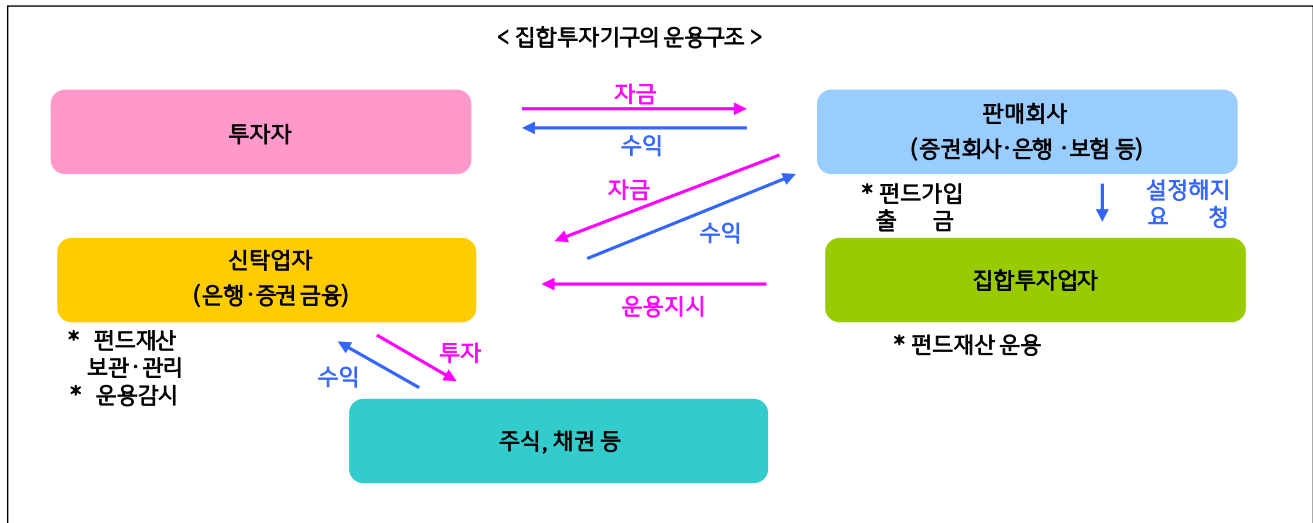 < 집합투자기구의 운용구조 >
투자자
자금
수익
판매회사
(증권회사·은행 ·보험 등)
자금
수익
* 펀드가입
출 금
설정해지
요 청
신탁업자
(은행·증권 금융)
운용지시
집합투자업자
* 펀드재산
보관·관리
* 운용감시
수익
투자
* 펀드재산 운용
주식, 채권 등